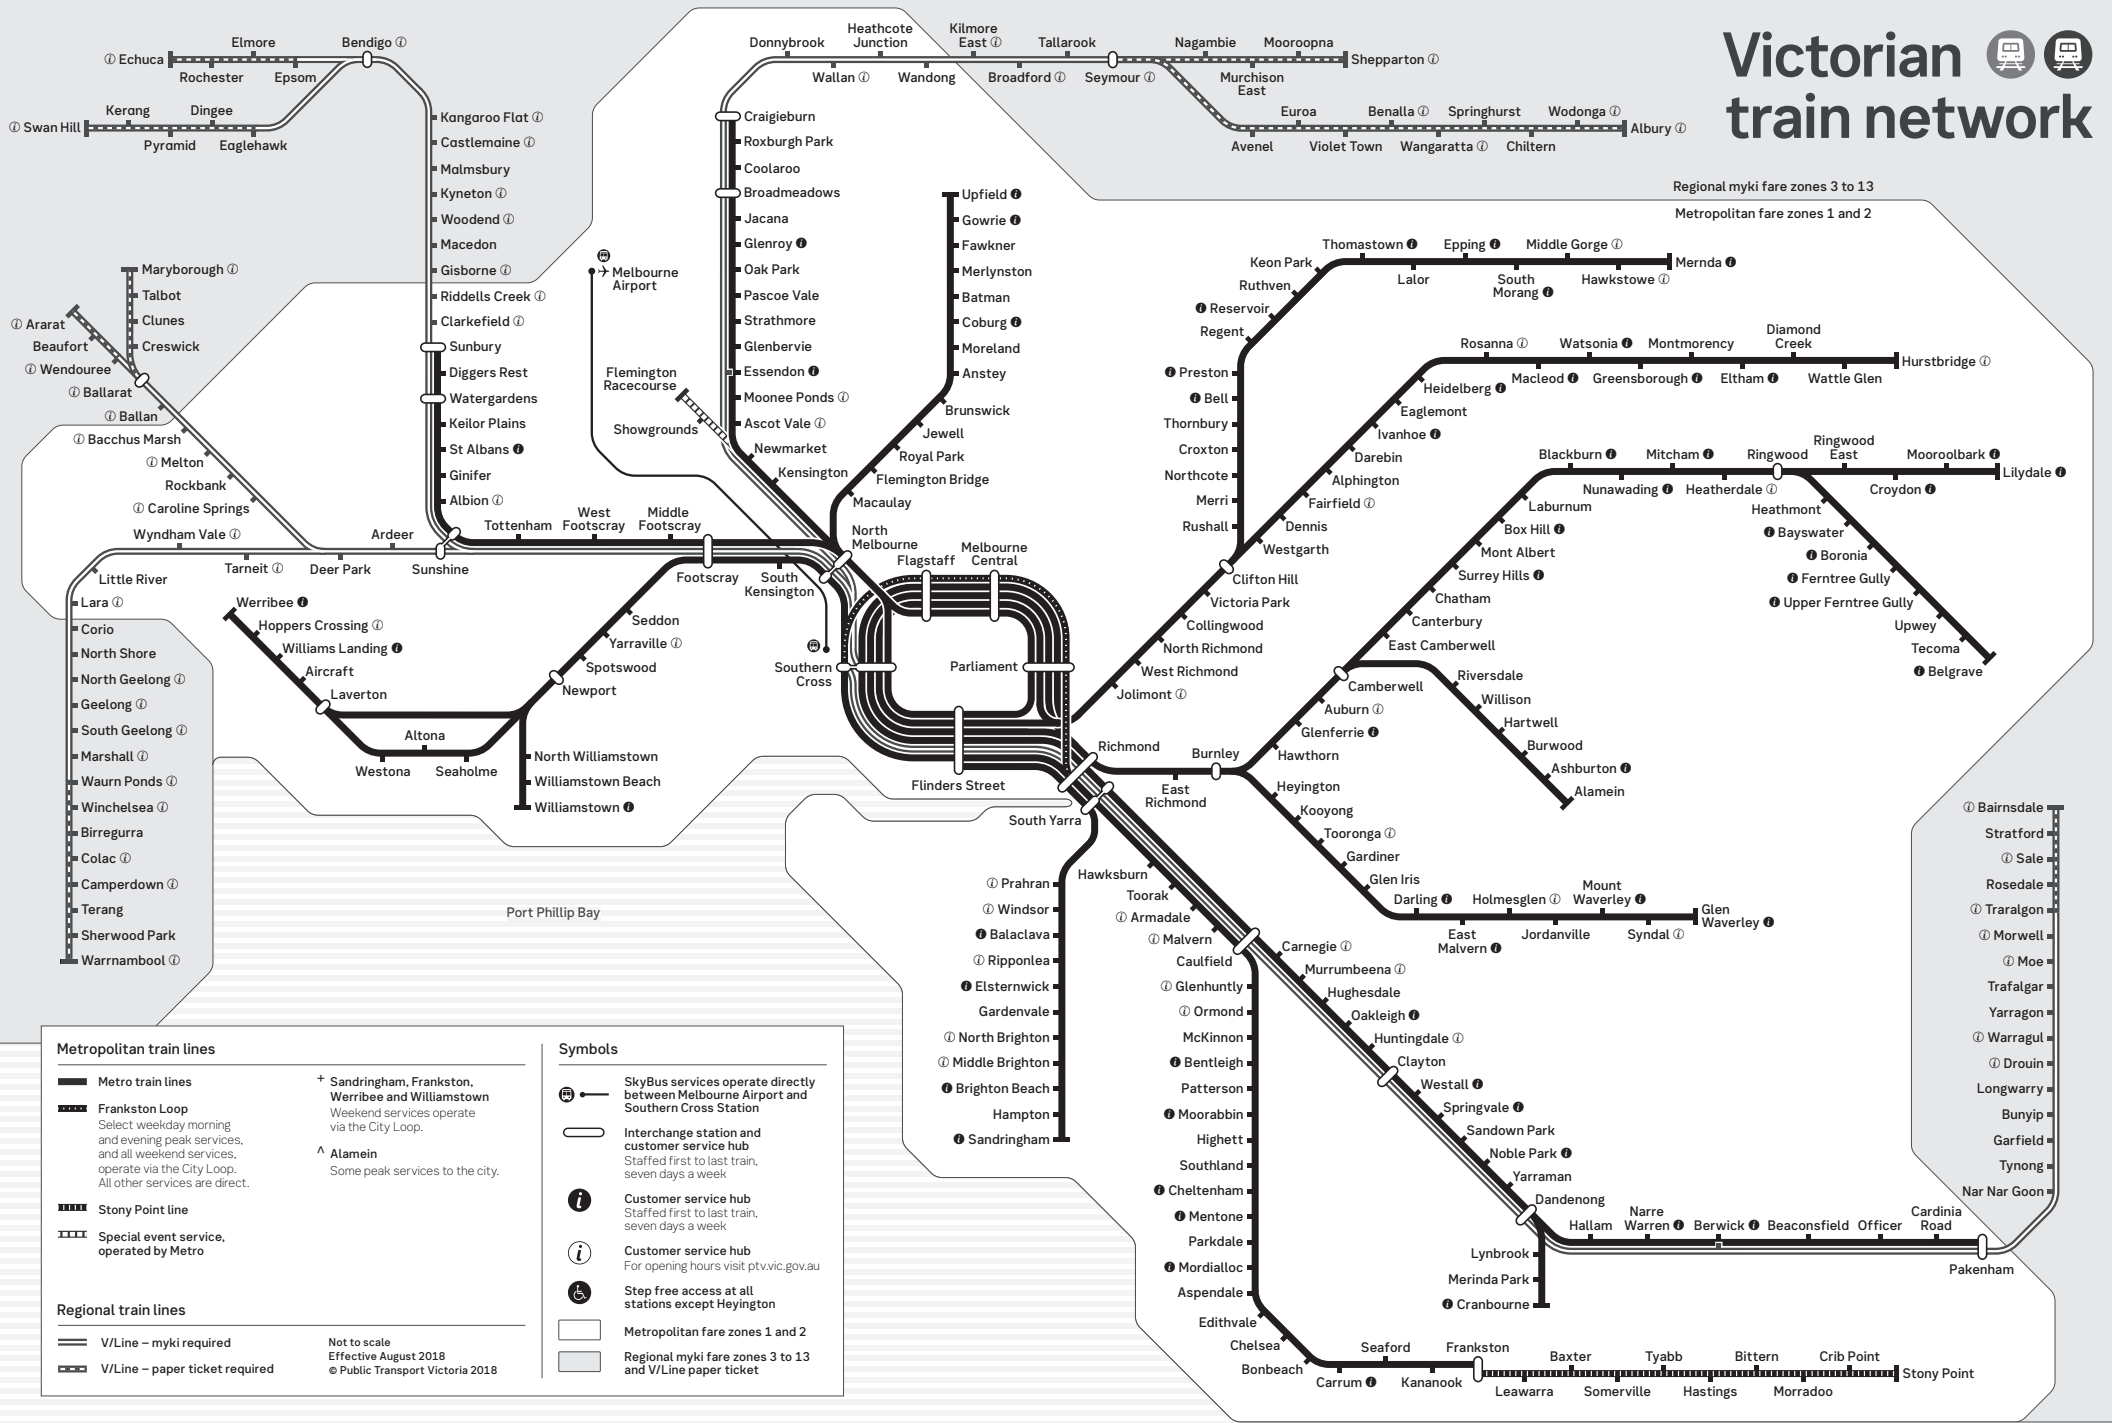 Victorian
train network
Regional myki fare zones 3 to 13
Metropolitan fare zones 1 and 2
Echuca
Rochester
Elmore
Epsom
Bendigo
Swan Hill
Kerang
Pyramid
Dingee
Eaglehawk
Kangaroo Flat
Castlemaine
Malmsbury
Kyneton
Woodend
Macedon
Gisborne
Riddells Creek
Clarkefield
Sunbury
Diggers Rest
Watergardens
Keilor Plains
St Albans
Ginifer
Albion
Donnybrook
Wallan
Heathcote
Junction
Wandong
Kilmore
East
Broadford
Tallarook
Seymour
Nagambie
Murchison
East
Mooroopna
Shepparton
Avenel
Euroa
Violet Town
Benalla
Wangaratta
Springhurst
Chiltern
Wodonga
Albury
Craigieburn
Roxburgh Park
Coolaroo
Broadmeadows
Jacana
Glenroy
Oak Park
Pascoe Vale
Strathmore
Glenbervie
Essendon
Moonee Ponds
Ascot Vale
Newmarket
Kensington
Upfield
Gowrie
Fawkner
Merlynston
Batman
Coburg
Moreland
Anstey
Brunswick
Jewell
Royal Park
Flemington Bridge
Macaulay
Melbourne
Airport
Flemington
Racecourse
Showgrounds
Maryborough
Talbot
Clunes
Creswick
Ararat
Beaufort
Wendouree
Ballarat
Ballan
Bacchus Marsh
Melton
Rockbank
Caroline Springs
Wyndham Vale
Tarneit
Deer Park
Ardeer
Sunshine
Tottenham
West
Footscray
Middle
Footscray
Footscray
South
Kensington
North
Melbourne
Flagstaff
Melbourne
Central
Parliament
Southern
Cross
Flinders Street
Little River
Lara
Corio
North Shore
North Geelong
Geelong
South Geelong
Marshall
Waurn Ponds
Winchelsea
Birregurra
Colac
Camperdown
Terang
Sherwood Park
Warrnambool
Werribee
Hoppers Crossing
Williams Landing
Aircraft
Laverton
Westona
Altona
Seaholme
Seddon
Yarraville
Spotswood
Newport
North Williamstown
Williamstown Beach
Williamstown
Port Phillip Bay
Mernda
Hawkstowe
Middle Gorge
South
Morang
Epping
Lalor
Thomastown
Keon Park
Ruthven
Reservoir
Regent
Preston
Bell
Thornbury
Croxton
Northcote
Merri
Rushall
Hurstbridge
Wattle Glen
Diamond
Creek
Eltham
Montmorency
Greensborough
Watsonia
Macleod
Rosanna
Heidelberg
Eaglemont
Ivanhoe
Darebin
Alphington
Fairfield
Dennis
Westgarth
Clifton Hill
Victoria Park
Collingwood
North Richmond
West Richmond
Jolimont
Lilydale
Mooroolbark
Croydon
Ringwood
East
Ringwood
Heatherdale
Mitcham
Nunawading
Blackburn
Laburnum
Box Hill
Mont Albert
Surrey Hills
Chatham
Canterbury
East Camberwell
Camberwell
Auburn
Glenferrie
Hawthorn
Heathmont
Bayswater
Boronia
Ferntree Gully
Upper Ferntree Gully
Upwey
Tecoma
Belgrave
Riversdale
Willison
Hartwell
Burwood
Ashburton
Alamein
Richmond
East
Richmond
Burnley
Heyington
Kooyong
Tooronga
Gardiner
Glen Iris
Darling
East
Malvern
Holmesglen
Jordanville
Mount
Waverley
Syndal
Glen
Waverley
South Yarra
Prahran
Windsor
Balaclava
Ripponlea
Elsternwick
Gardenvale
North Brighton
Middle Brighton
Brighton Beach
Hampton
Sandringham
Hawksburn
Toorak
Armadale
Malvern
Caulfield
Glenhuntly
Ormond
McKinnon
Bentleigh
Patterson
Moorabbin
Highett
Southland
Cheltenham
Mentone
Parkdale
Mordialloc
Aspendale
Edithvale
Chelsea
Bonbeach
Carrum
Seaford
Kananook
Frankston
Leawarra
Baxter
Somerville
Tyabb
Hastings
Bittern
Morradoo
Crib Point
Stony Point
Carnegie
Murrumbeena
Hughesdale
Oakleigh
Huntingdale
Clayton
Westall
Springvale
Sandown Park
Noble Park
Yarraman
Dandenong
Lynbrook
Merinda Park
Cranbourne
Hallam
Narre
Warren
Berwick
Beaconsfield
Officer
Cardinia
Road
Pakenham
Bairnsdale
Stratford
Sale
Rosedale
Traralgon
Morwell
Moe
Trafalgar
Yarragon
Warragul
Drouin
Longwarry
Bunyip
Garfield
Tynong
Nar Nar Goon
Metropolitan train lines
Metro train lines
Frankston Loop
Select weekday morning
and evening peak services,
and all weekend services,
operate via the City Loop.
All other services are direct.
Stony Point line
Special event service,
operated by Metro
+ Sandringham, Frankston,
Werribee and Williamstown
Weekend services operate
via the City Loop.
^ Alamein
Some peak services to the city.
Regional train lines
V/Line – myki required
V/Line – paper ticket required
Not to scale
Effective August 2018
© Public Transport Victoria 2018
Symbols
SkyBus services operate directly
between Melbourne Airport and
Southern Cross Station
Interchange station and
customer service hub
Staffed first to last train,
seven days a week
Customer service hub
Staffed first to last train,
seven days a week
Customer service hub
For opening hours visit ptv.vic.gov.au
Step free access at all
stations except Heyington
Metropolitan fare zones 1 and 2
Regional myki fare zones 3 to 13
and V/Line paper ticket